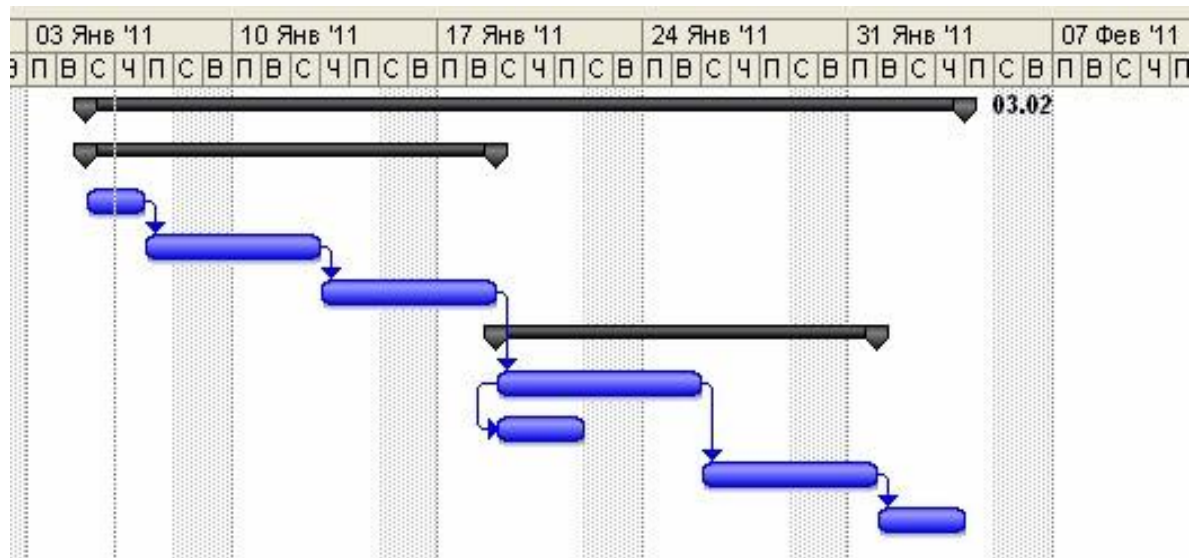 03 Янв '11 10 Янв '11 17 Янв '11 24 Янв '11 31 Янв '11 07 Фев '11
В П В С Ч П С В П В С Ч П С В П В С Ч П С В П В С Ч П С В П В С Ч П С В П В С Ч П
03.02